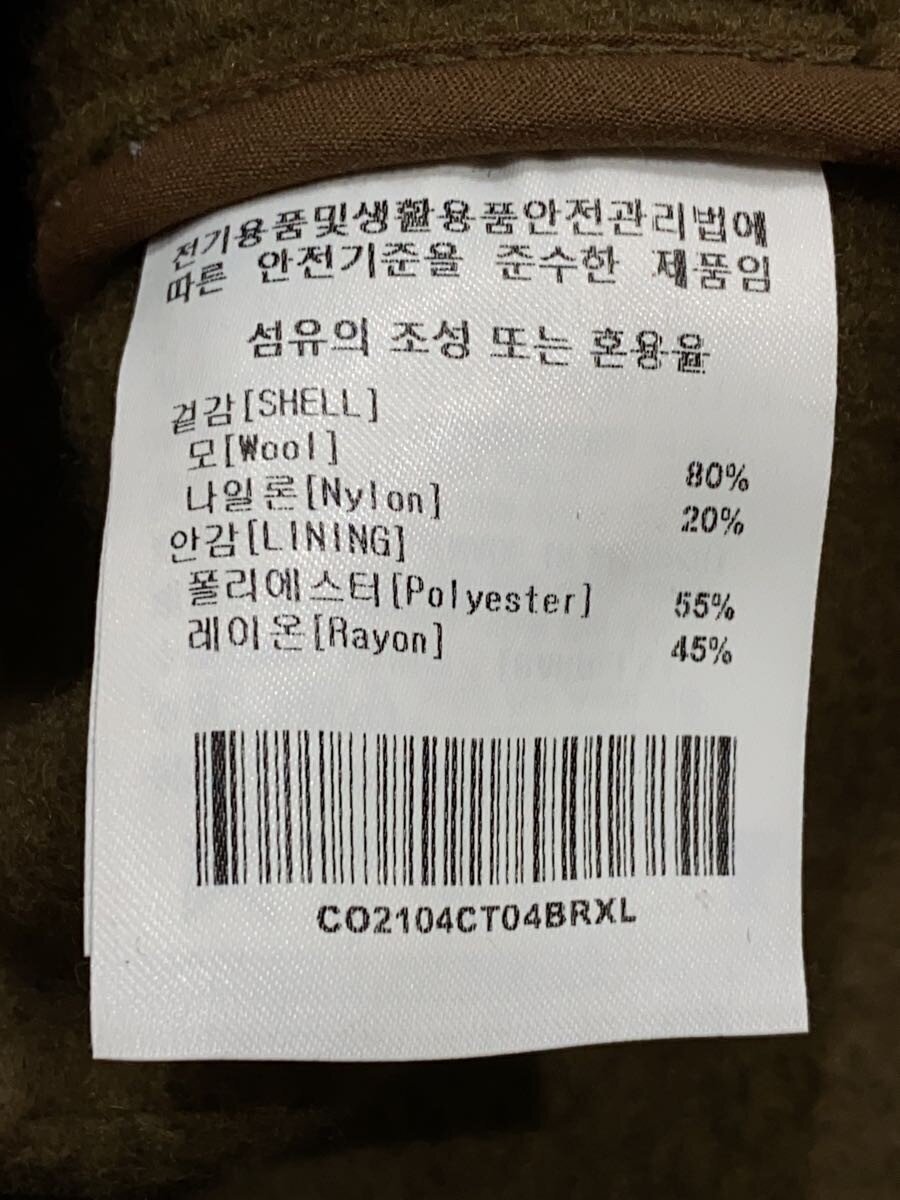 전기용품및생활용품안전관리법에
따른 안전기준을 준수한 제품임
섬유의 조성 또는 혼용율
겉감[SHELL]
모[Wool] 80%
나일론[Nylon] 20%
안감[LINING]
폴리에스터[Polyester] 55%
레이온[Rayon] 45%
CO2104CT04BRXL